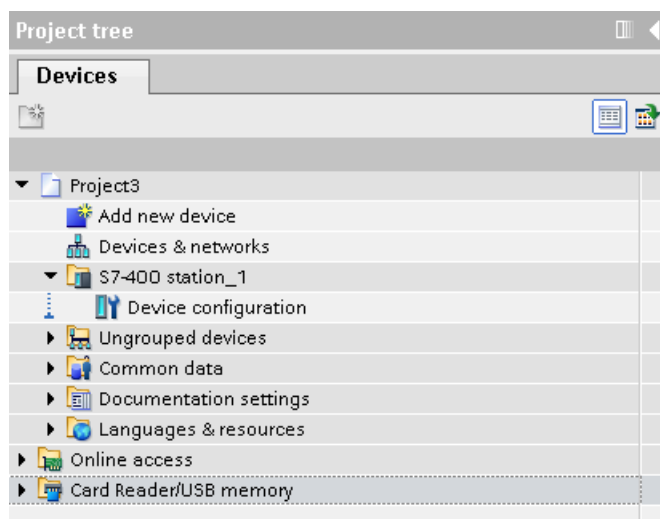 Project tree
Devices
Project3
Add new device
Devices & networks
S7-400 station_1
Device configuration
Ungrouped devices
Common data
Documentation settings
Languages & resources
Online access
Card Reader/USB memory